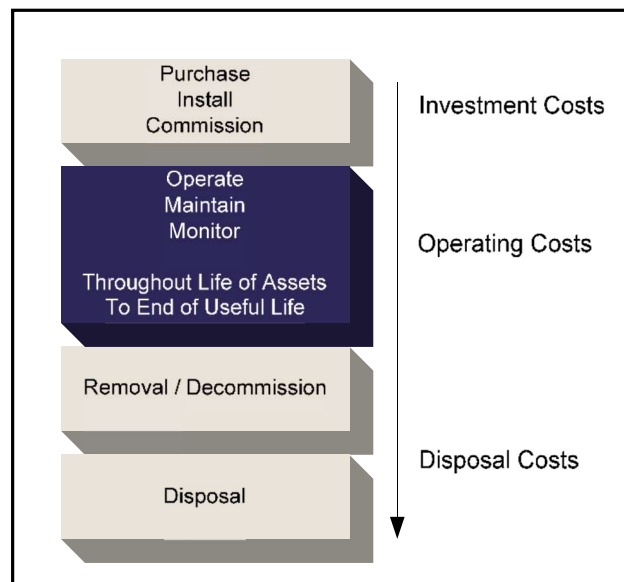 Purchase
Install
Commission
Investment Costs
Operate
Maintain
Monitor
Throughout Life of Assets
To End of Useful Life
Operating Costs
Removal / Decommission
Disposal
Disposal Costs